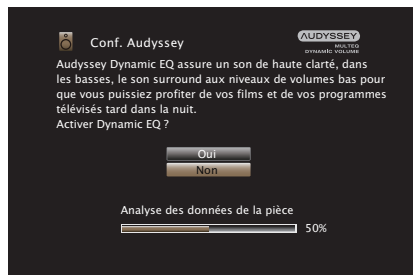 Conf. Audyssey
AUDYSSEY
MULTEQ
DYNAMIC VOLUME
Audyssey Dynamic EQ assure un son de haute clarté, dans
les basses, le son surround aux niveaux de volumes bas pour
que vous puissiez profiter de vos films et de vos programmes
télévisés tard dans la nuit.
Activer Dynamic EQ ?
Oui
Non
Analyse des données de la pièce
50%